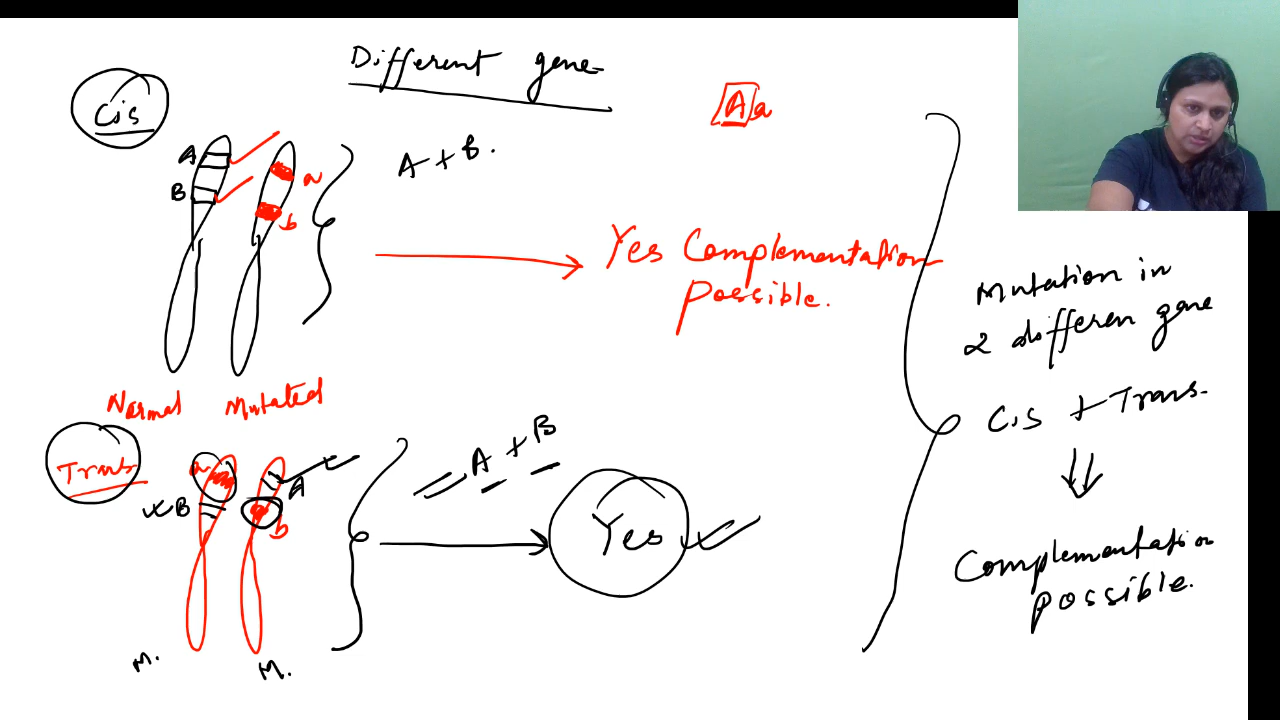 Different gene
Cis
Aa
A
B
a
b
A + B.
Yes Complementation
Possible.
Normal
Mutated
Mutation in
2 differen gene
Cis + Trans.
Complementation
possible.
Trans
a
B
A
b
A + B
Yes
M.
M.